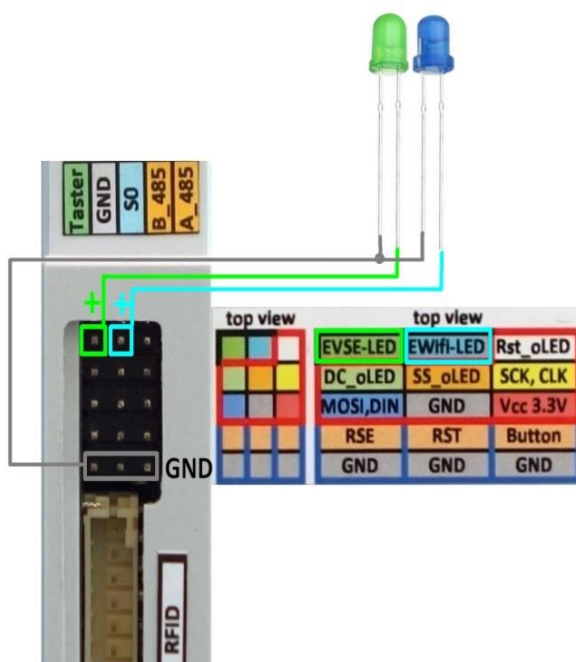 Taster
GND
S0
B_485
A_485
+ +
top view
top view
EVSE-LED EWifi-LED Rst_oLED
DC_oLED SS_oLED SCK, CLK
MOSI,DIN GND Vcc 3.3V
RSE RST Button
GND GND GND
GND
RFID